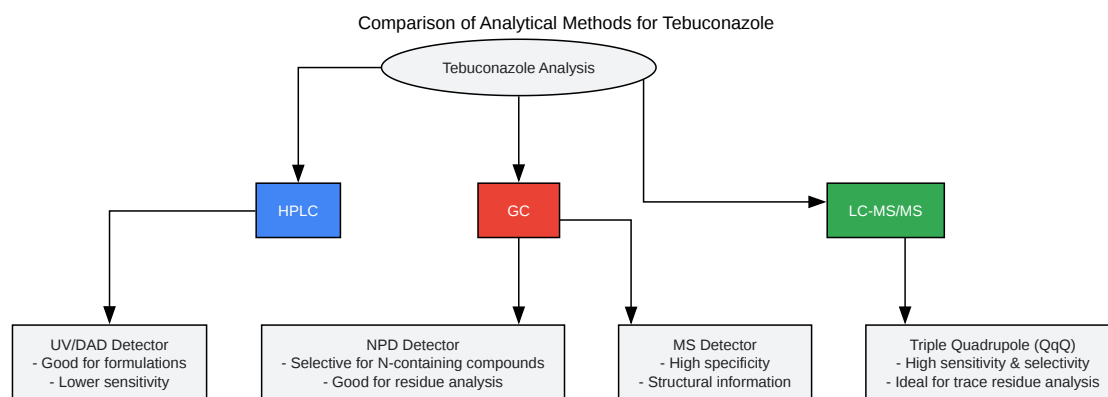 Comparison of Analytical Methods for Tebuconazole
Tebuconazole Analysis
HPLC
GC
LC-MS/MS
UV/DAD Detector
- Good for formulations
- Lower sensitivity
NPD Detector
- Selective for N-containing compounds
- Good for residue analysis
MS Detector
- High specificity
- Structural information
Triple Quadrupole (QqQ)
- High sensitivity & selectivity
- Ideal for trace residue analysis